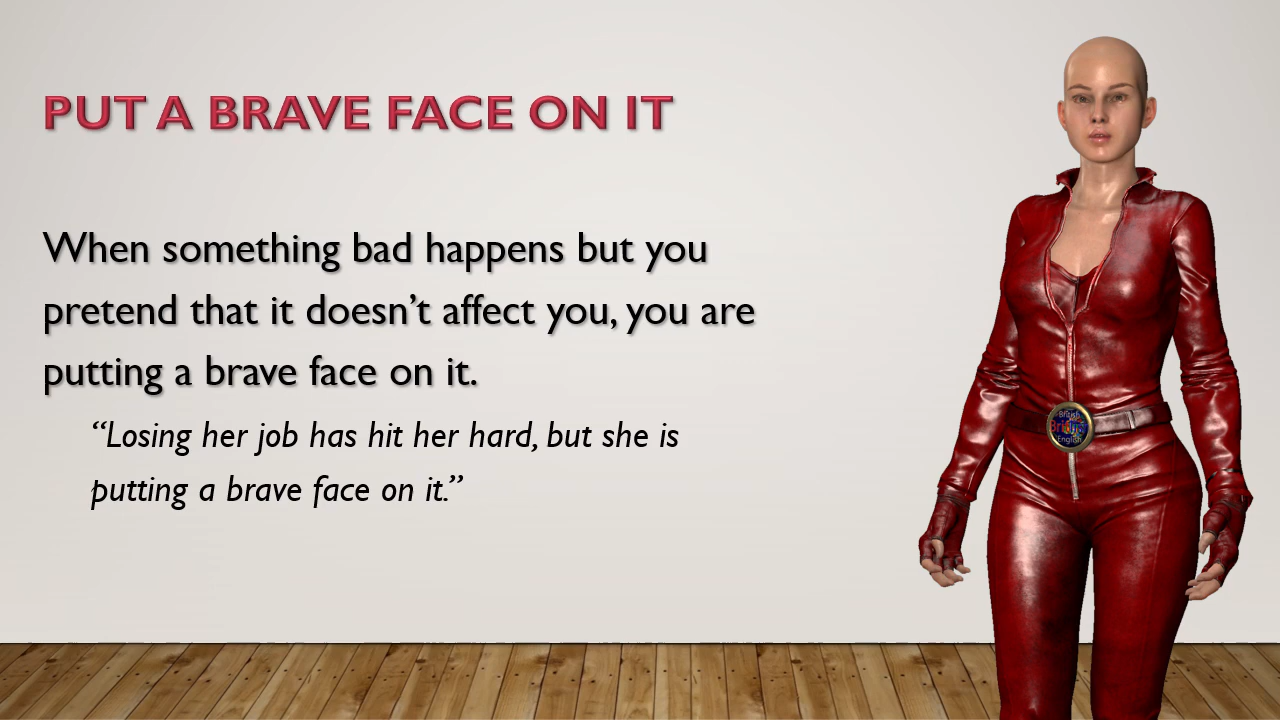 PUT A BRAVE FACE ON IT
When something bad happens but you
pretend that it doesn’t affect you, you are
putting a brave face on it.
“Losing her job has hit her hard, but she is
putting a brave face on it.”
British
English